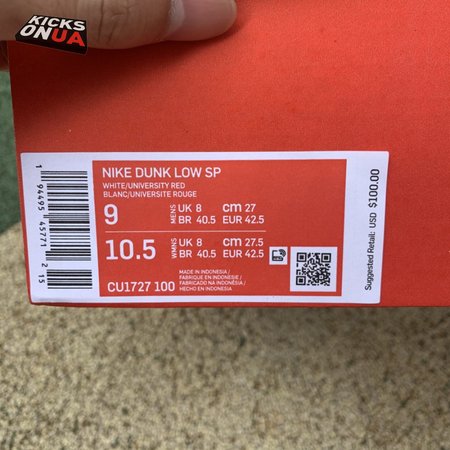 KICKS
ON UA
NIKE DUNK LOW SP
WHITE/UNIVERSITY RED
BLANC/UNIVERSITE ROUGE
9 MENS UK 8 cm 27
BR 40.5 EUR 42.5
10.5 WMNS UK 8 cm 27.5
BR 40.5 EUR 42.5
CU1727 100
MADE IN INDONESIA /
FABRIQUE EN INDONESIE /
FABRICADO NA INDONÉSIA /
HECHO EN INDONESIA
1 94495 45771 2 15
Suggested Retail: USD $100.00